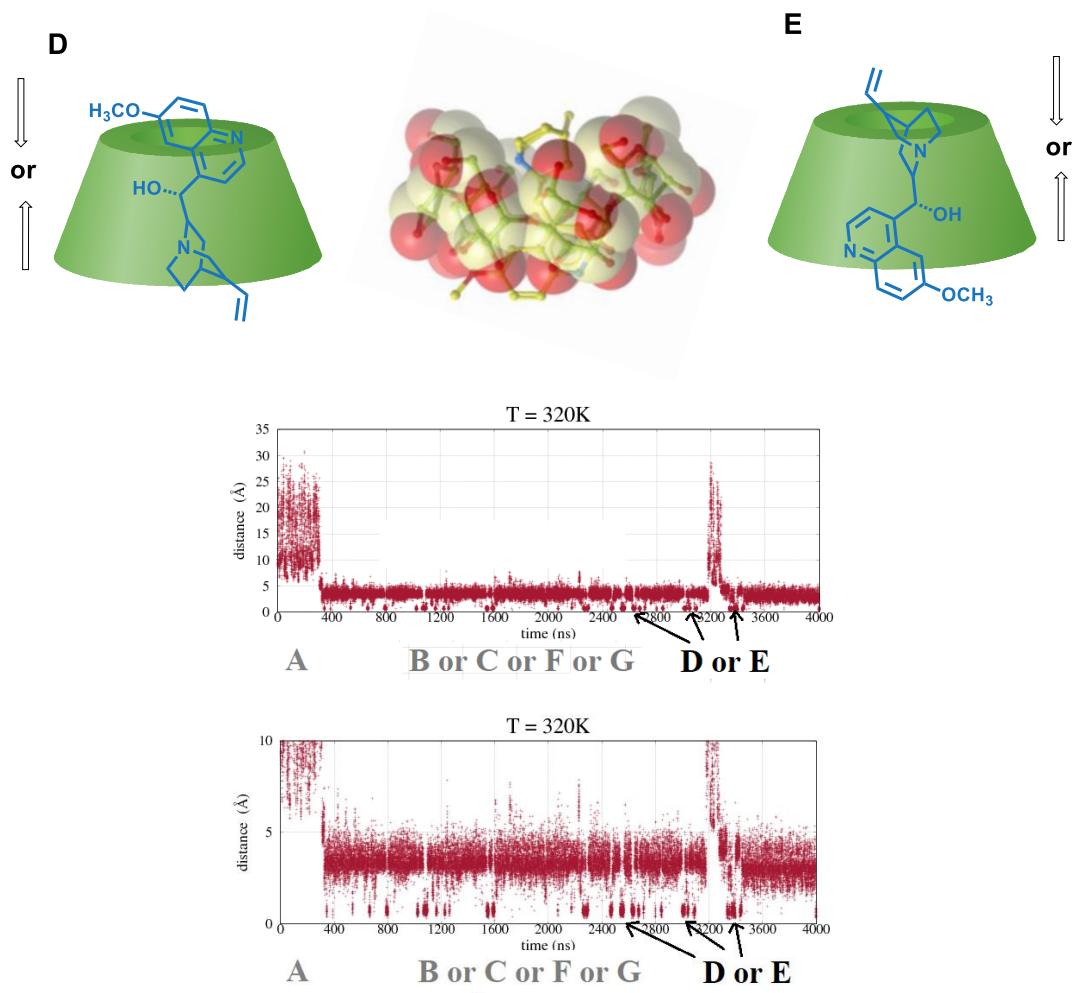 D
E
H₃CO
N
HO
N
or
N
OH
N
OCH₃
or
T = 320K
distance (Å)
35
30
25
20
15
10
5
0
0 400 800 1200 1600 2000 2400 2800 3200 3600 4000
time (ns)
A B or C or F or G D or E
T = 320K
distance (Å)
10
5
0
0 400 800 1200 1600 2000 2400 2800 3200 3600 4000
time (ns)
A B or C or F or G D or E